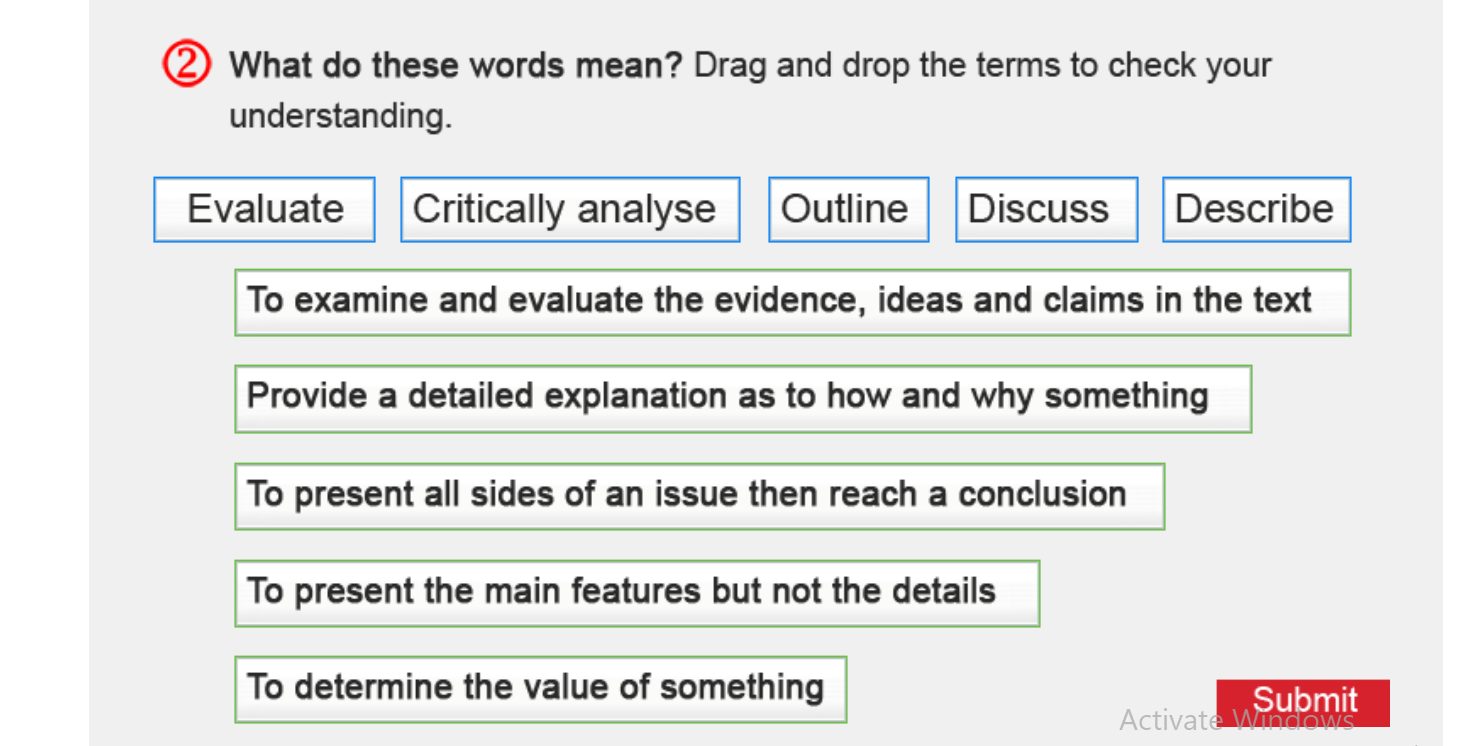 2 What do these words mean? Drag and drop the terms to check your
understanding.
Evaluate Critically analyse Outline Discuss Describe
To examine and evaluate the evidence, ideas and claims in the text
Provide a detailed explanation as to how and why something
To present all sides of an issue then reach a conclusion
To present the main features but not the details
To determine the value of something
Submit
Activate Windows